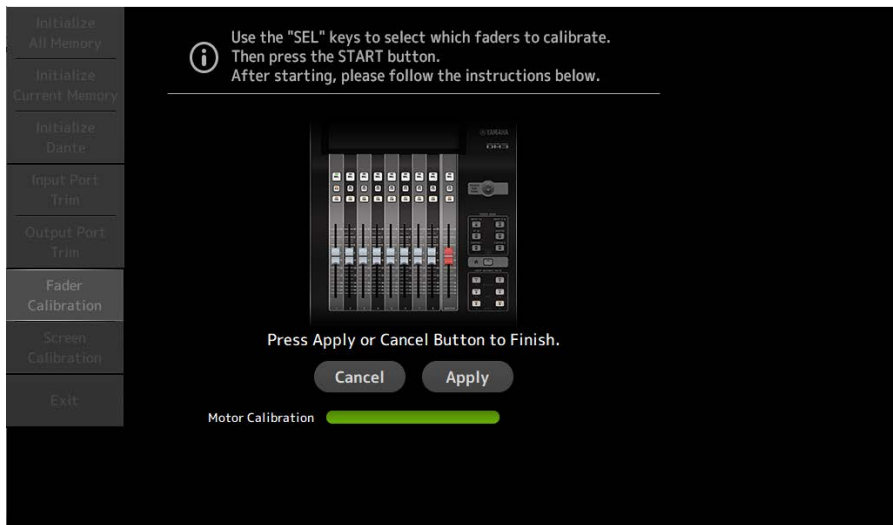 Initialize
All Memory
Initialize
Current Memory
Initialize
Dante
Input Port
Trim
Output Port
Trim
Fader
Calibration
Screen
Calibration
Exit
Use the "SEL" keys to select which faders to calibrate.
Then press the START button.
After starting, please follow the instructions below.
YAMAHA
DM3
Press Apply or Cancel Button to Finish.
Cancel
Apply
Motor Calibration